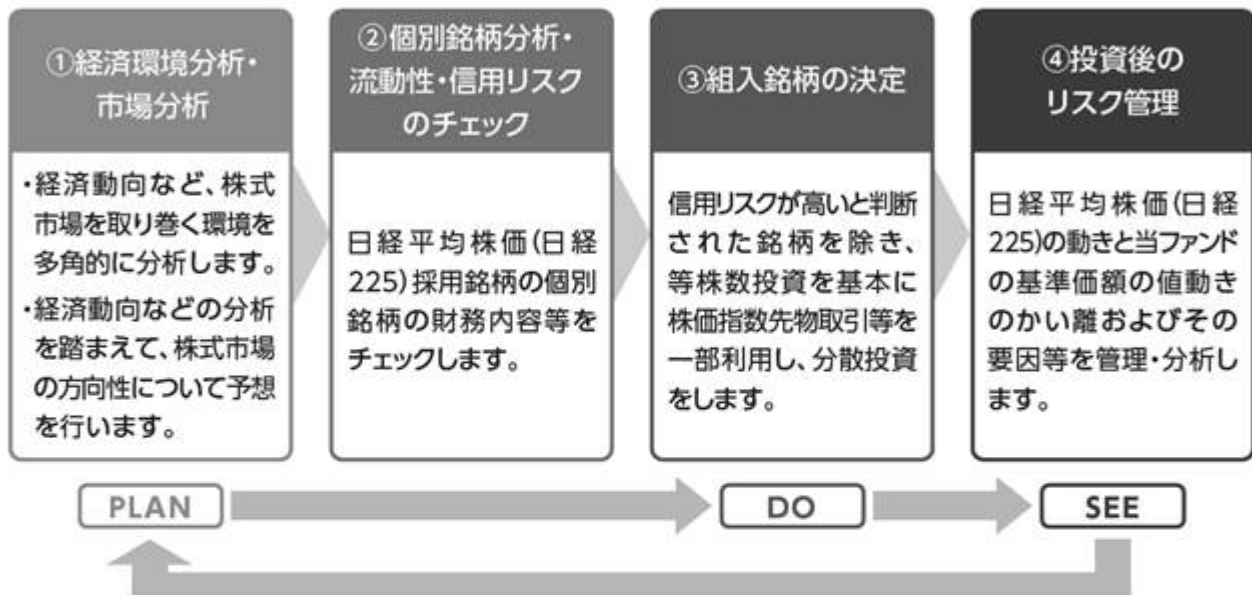 ①経済環境分析・
市場分析
・経済動向など、株式
市場を取り巻く環境を
多角的に分析します。
・経済動向などの分析
を踏まえて、株式市場
の方向性について予想
を行います。
②個別銘柄分析・
流動性・信用リスク
のチェック
日経平均株価(日経
225)採用銘柄の個別
銘柄の財務内容等を
チェックします。
③組入銘柄の決定
信用リスクが高いと判断
された銘柄を除き、
等株数投資を基本に
株価指数先物取引等を
一部利用し、分散投資
をします。
④投資後の
リスク管理
日経平均株価(日経
225)の動きと当ファンド
の基準価額の値動き
のかい離およびその
要因等を管理・分析し
ます。
PLAN
DO
SEE